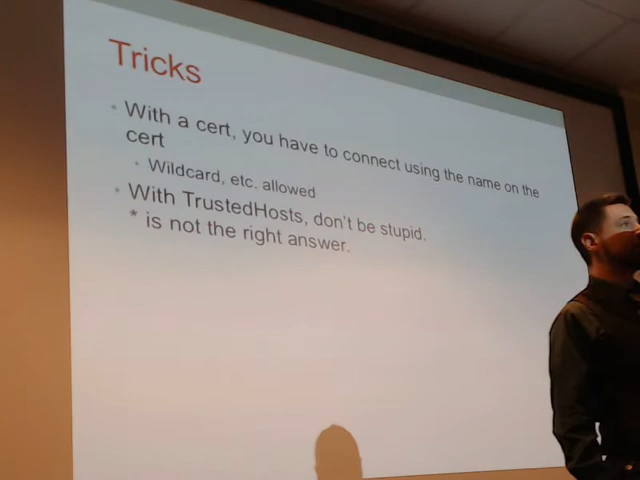 Tricks
With a cert, you have to connect using the name on the
cert
Wildcard, etc. allowed
With TrustedHosts, don't be stupid.
* is not the right answer.